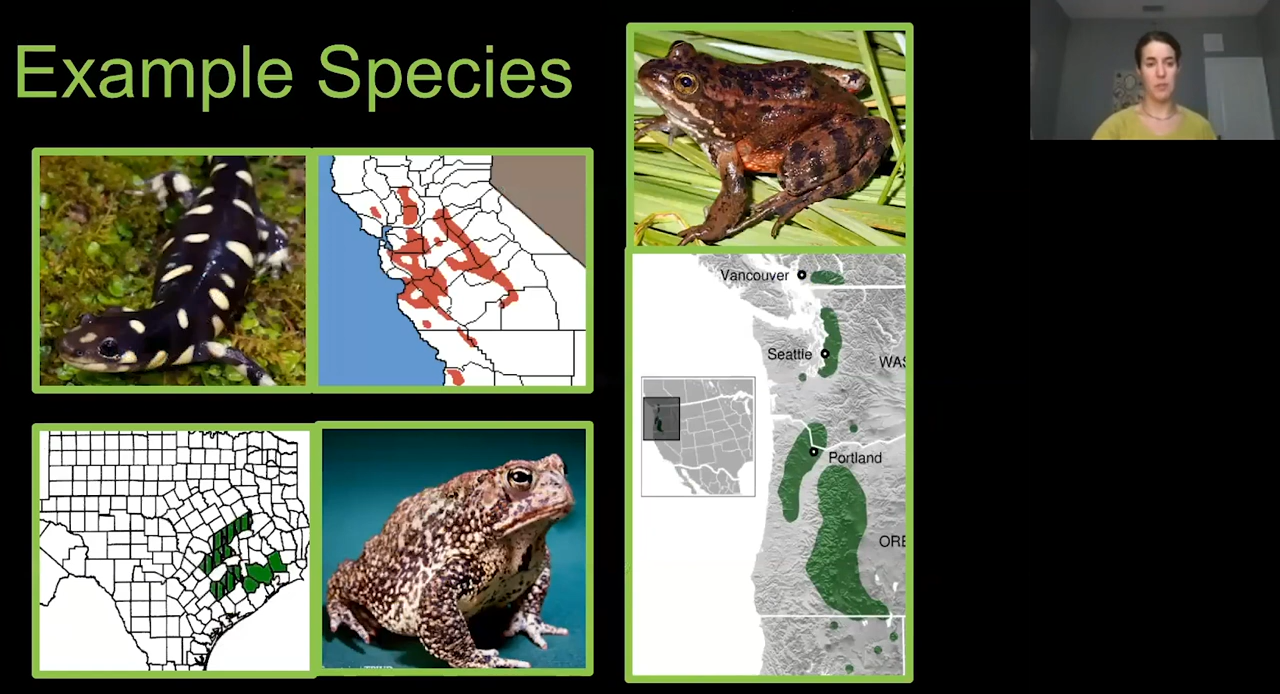 Example Species
Vancouver
Seattle
WAS
Portland
ORE